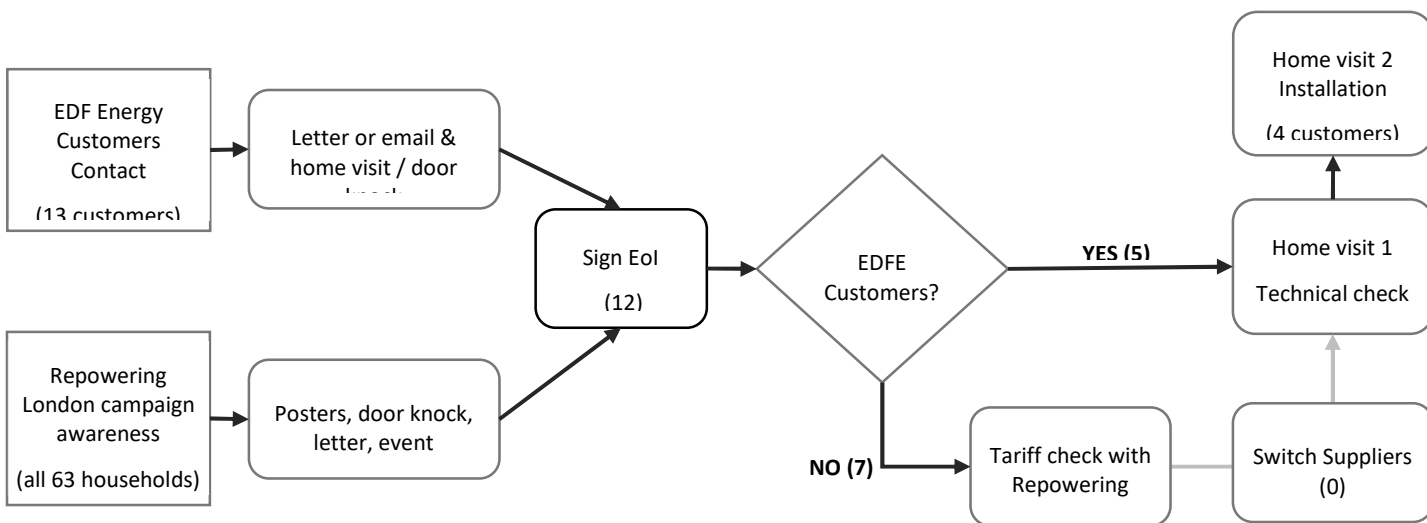 EDF Energy
Customers
Contact
(13 customers)
Letter or email &
home visit / door
knock
Repowering
London campaign
awareness
(all 63 households)
Posters, door knock,
letter, event
Sign EoI
(12)
EDFE
Customers?
YES (5)
NO (7)
Tariff check with
Repowering
Switch Suppliers
(0)
Home visit 1
Technical check
Home visit 2
Installation
(4 customers)